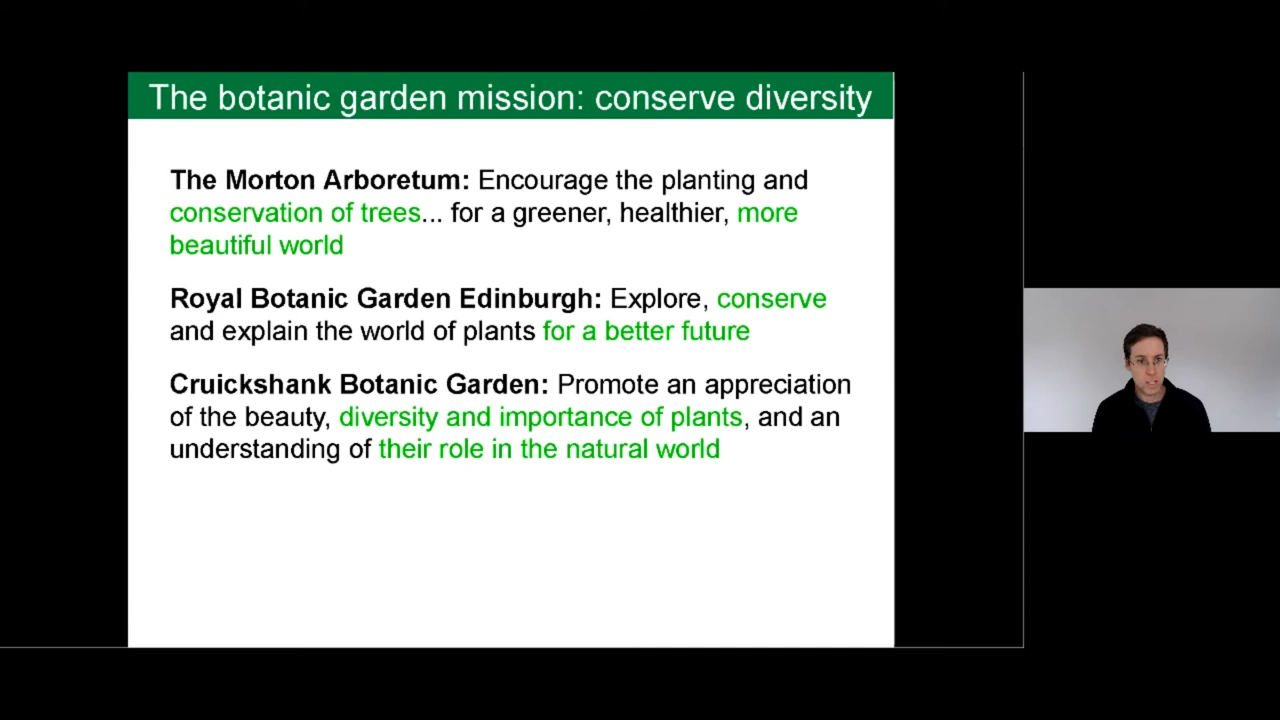 The botanic garden mission: conserve diversity
The Morton Arboretum: Encourage the planting and
conservation of trees... for a greener, healthier, more
beautiful world
Royal Botanic Garden Edinburgh: Explore, conserve
and explain the world of plants for a better future
Cruickshank Botanic Garden: Promote an appreciation
of the beauty, diversity and importance of plants, and an
understanding of their role in the natural world